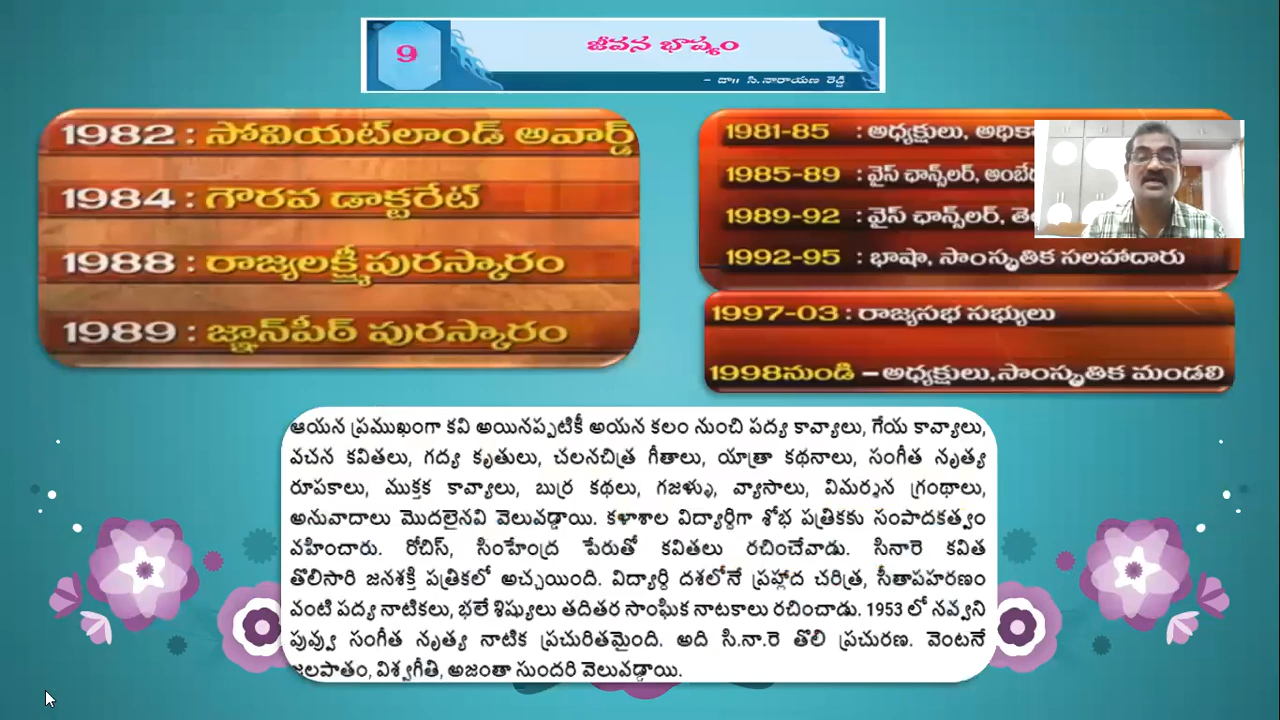 9
జీవన భాష్యం
– డా॥ సి.నారాయణ రెడ్డి
1982 : సోవియట్‌లాండ్ అవార్డ్
1984 : గౌరవ డాక్టరేట్
1988 : రాజ్యలక్ష్మీపురస్కారం
1989 : జ్ఞాన్‌పీఠ్ పురస్కారం
1981-85 : అధ్యక్షులు,
1985-89 : వైస్ ఛాన్స్‌లర్,
1989-92 : వైస్ ఛాన్స్‌లర్,
1992-95 : భాషా, సాంస్కృతిక సలహాదారు
1997-03 : రాజ్యసభ సభ్యులు
1998నుండి – అధ్యక్షులు,సాంస్కృతిక మండలి
ఆయన ప్రముఖంగా కవి అయినప్పటికీ అయన కలం నుంచి పద్య కావ్యాలు, గేయ కావ్యాలు,
వచన కవితలు, గద్య కృతులు, చలనచిత్ర గీతాలు, యాత్రా కథనాలు, సంగీత నృత్య
రూపకాలు, ముక్తక కావ్యాలు, బుర్ర కథలు, గజళ్ళు, వ్యాసాలు, విమర్శన గ్రంథాలు,
అనువాదాలు మొదలైనవి వెలువడ్డాయి. కళాశాల విద్యార్థిగా శోభ పత్రికకు సంపాదకత్వం
వహించారు. రోచిస్, సింహేంద్ర పేరుతో కవితలు రచించేవాడు. సినారె కవిత
తొలిసారి జనశక్తి పత్రికలో అచ్చయింది. విద్యార్థి దశలోనే ప్రహ్లాద చరిత్ర, సీతాపహరణం
వంటి పద్య నాటికలు, భలే శిష్యులు తదితర సాంఘిక నాటకాలు రచించాడు. 1953 లో నవ్వని
పువ్వు సంగీత నృత్య నాటిక ప్రచురితమైంది. అది సి.నా.రె తొలి ప్రచురణ. వెంటనే
జలపాతం, విశ్వగీతి, అజంతా సుందరి వెలువడ్డాయి.